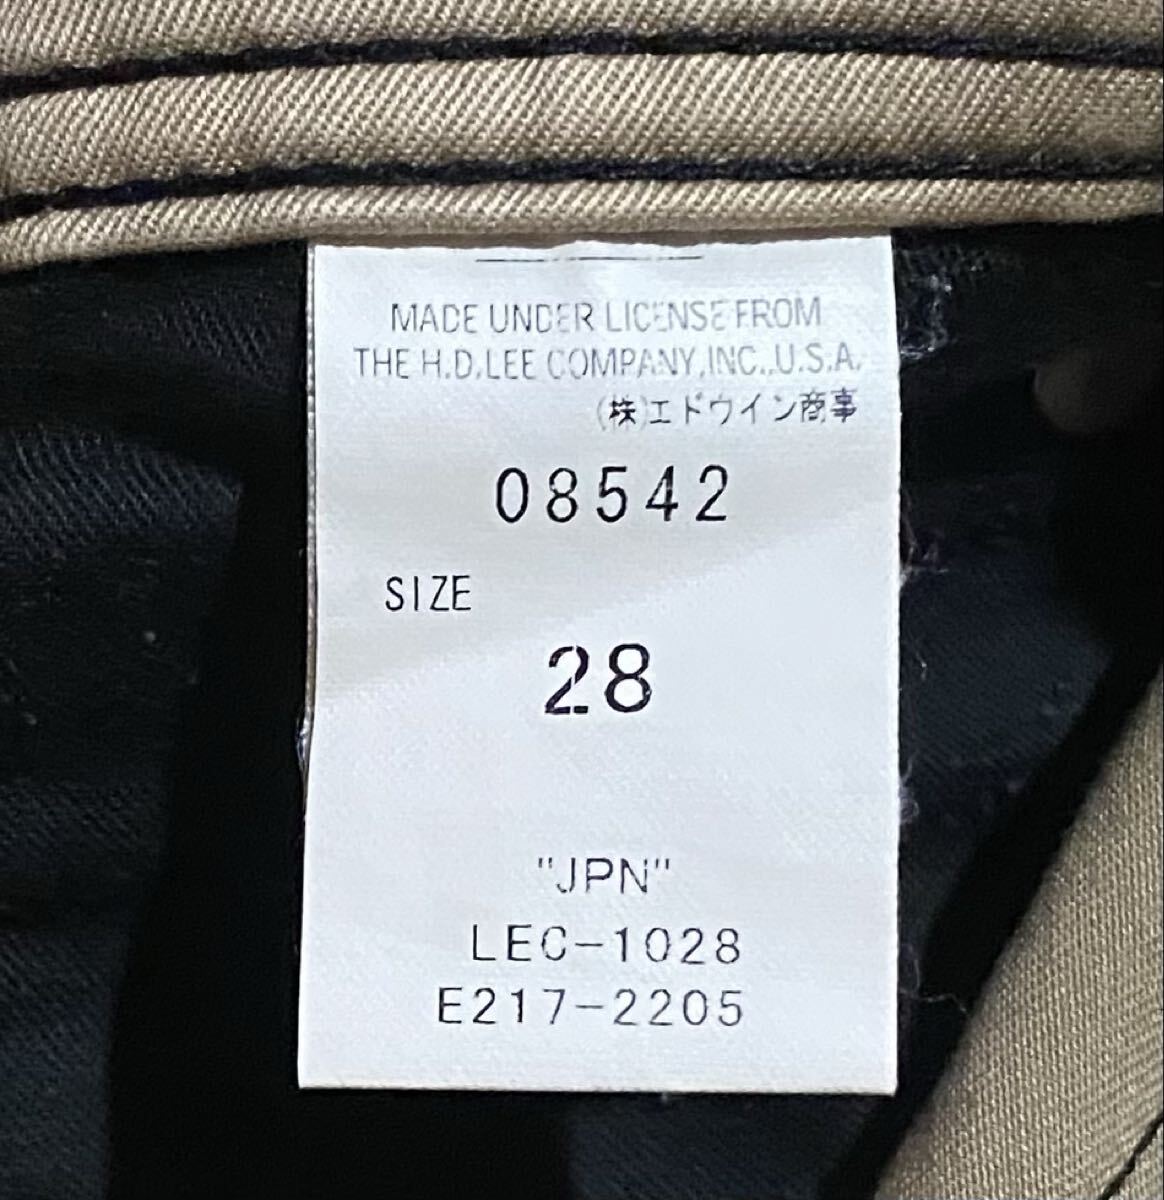 MADE UNDER LICENSE FROM
THE H.D.LEE COMPANY,INC.,U.S.A.
(株)エドウイン商事
08542
SIZE
28
"JPN"
LEC-1028
E217-2205